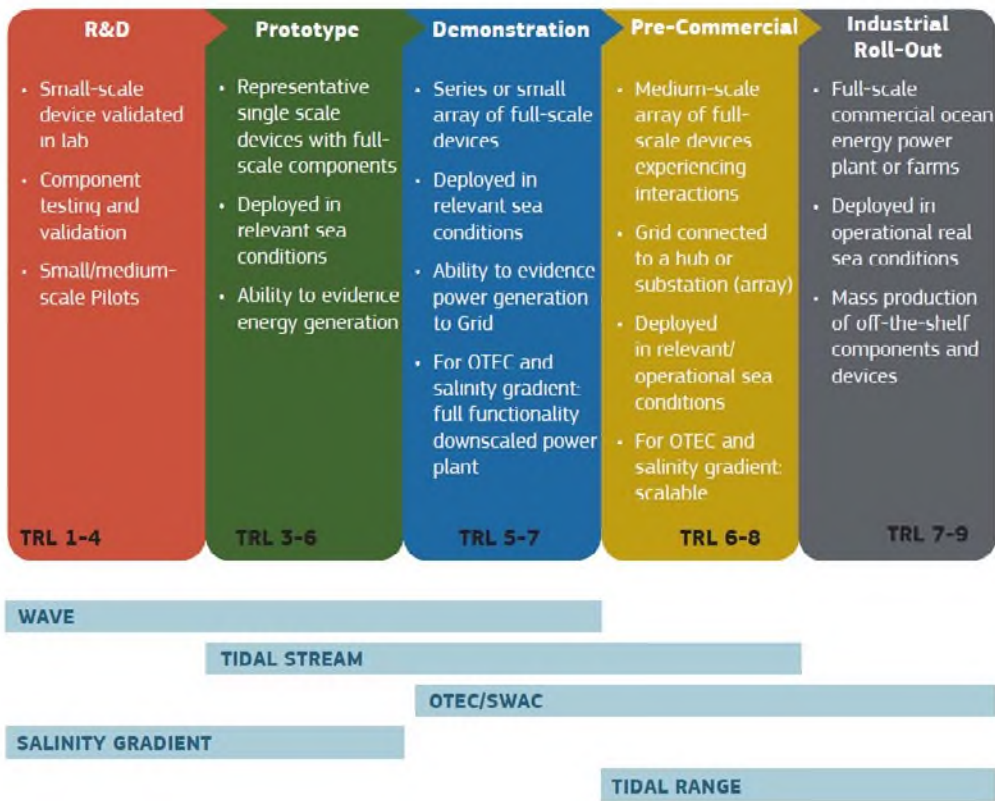 R&D
• Small-scale
device validated
in lab
• Component
testing and
validation
• Small/medium-
scale Pilots
TRL 1-4
Prototype
• Representative
single scale
devices with full-
scale components
• Deployed in
relevant sea
conditions
• Ability to evidence
energy generation
TRL 3-6
Demonstration
• Series or small
array of full-scale
devices
• Deployed in
relevant sea
conditions
• Ability to evidence
power generation
to Grid
• For OTEC and
salinity gradient:
full functionality
downscaled power
plant
TRL 5-7
Pre-Commercial
• Medium-scale
array of full-
scale devices
experiencing
interactions
• Grid connected
to a hub or
substation (array)
• Deployed
in relevant/
operational sea
conditions
• For OTEC and
salinity gradient:
scalable
TRL 6-8
Industrial
Roll-Out
• Full-scale
commercial ocean
energy power
plant or farms
• Deployed in
operational real
sea conditions
• Mass production
of off-the-shelf
components and
devices
TRL 7-9
WAVE
TIDAL STREAM
OTEC/SWAC
SALINITY GRADIENT
TIDAL RANGE